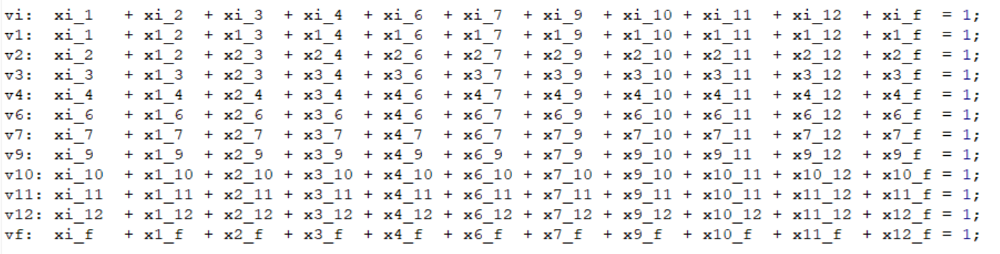 vi:  xi_1   + xi_2  + xi_3  + xi_4  + xi_6  + xi_7  + xi_9  + xi_10 + xi_11  + xi_12  + xi_f  = 1;
v1:  xi_1   + x1_2  + x1_3  + x1_4  + x1_6  + x1_7  + x1_9  + x1_10 + x1_11  + x1_12  + x1_f  = 1;
v2:  xi_2   + x1_2  + x2_3  + x2_4  + x2_6  + x2_7  + x2_9  + x2_10 + x2_11  + x2_12  + x2_f  = 1;
v3:  xi_3   + x1_3  + x2_3  + x3_4  + x3_6  + x3_7  + x3_9  + x3_10 + x3_11  + x3_12  + x3_f  = 1;
v4:  xi_4   + x1_4  + x2_4  + x3_4  + x4_6  + x4_7  + x4_9  + x4_10 + x4_11  + x4_12  + x4_f  = 1;
v6:  xi_6   + x1_6  + x2_6  + x3_6  + x4_6  + x6_7  + x6_9  + x6_10 + x6_11  + x6_12  + x6_f  = 1;
v7:  xi_7   + x1_7  + x2_7  + x3_7  + x4_7  + x6_7  + x7_9  + x7_10 + x7_11  + x7_12  + x7_f  = 1;
v9:  xi_9   + x1_9  + x2_9  + x3_9  + x4_9  + x6_9  + x7_9  + x9_10 + x9_11  + x9_12  + x9_f  = 1;
v10: xi_10  + x1_10 + x2_10 + x3_10 + x4_10 + x6_10 + x7_10 + x9_10 + x10_11 + x10_12 + x10_f = 1;
v11: xi_11  + x1_11 + x2_11 + x3_11 + x4_11 + x6_11 + x7_11 + x9_11 + x10_11 + x11_12 + x11_f = 1;
v12: xi_12  + x1_12 + x2_12 + x3_12 + x4_12 + x6_12 + x7_12 + x9_12 + x10_12 + x11_12 + x12_f = 1;
vf:  xi_f   + x1_f  + x2_f  + x3_f  + x4_f  + x6_f  + x7_f  + x9_f  + x10_f  + x11_f  + x12_f = 1;